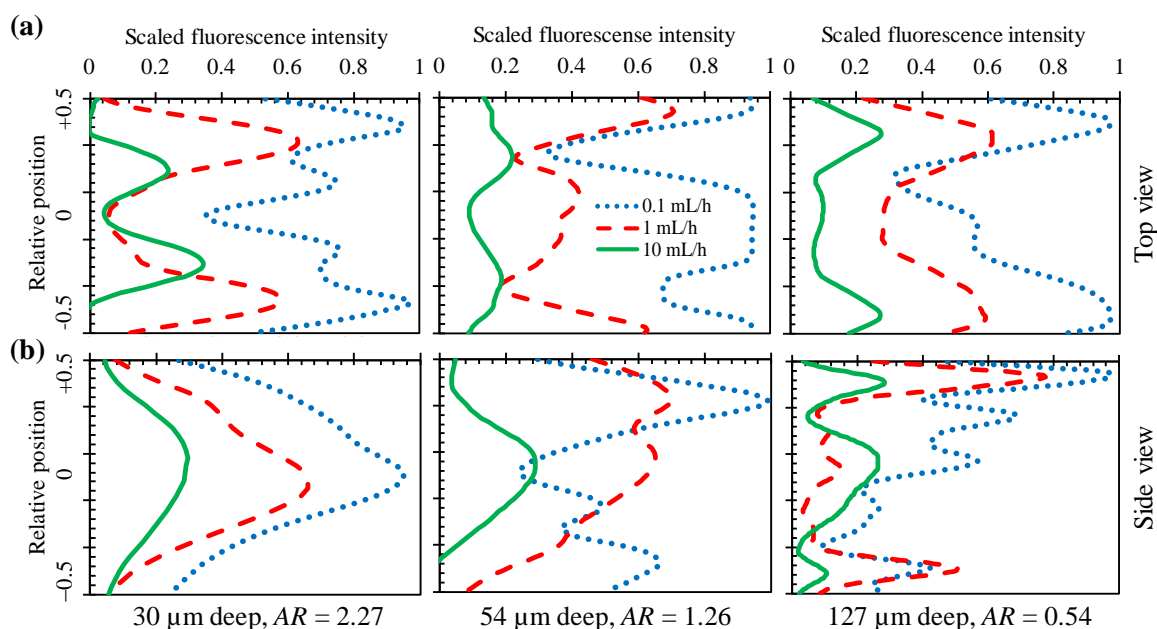 (a)
Scaled fluorescence intensity
Scaled fluorescense intensity
Scaled fluorescence intensity
0 0.2 0.4 0.6 0.8 1
0 0.2 0.4 0.6 0.8 1
0 0.2 0.4 0.6 0.8 1
Relative position
+0.5
0
−0.5
0.1 mL/h
1 mL/h
10 mL/h
Top view
(b)
Relative position
+0.5
0
−0.5
Side view
30 µm deep, AR = 2.27
54 µm deep, AR = 1.26
127 µm deep, AR = 0.54